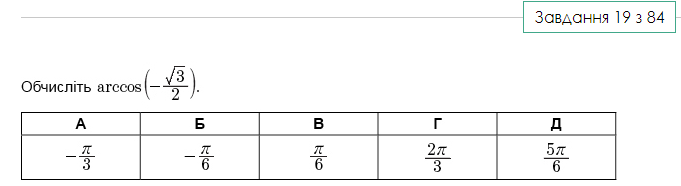 Завдання 19 з 84
Обчисліть arccos(−√3/2).
А Б В Г Д
−π/3 −π/6 π/6 2π/3 5π/6